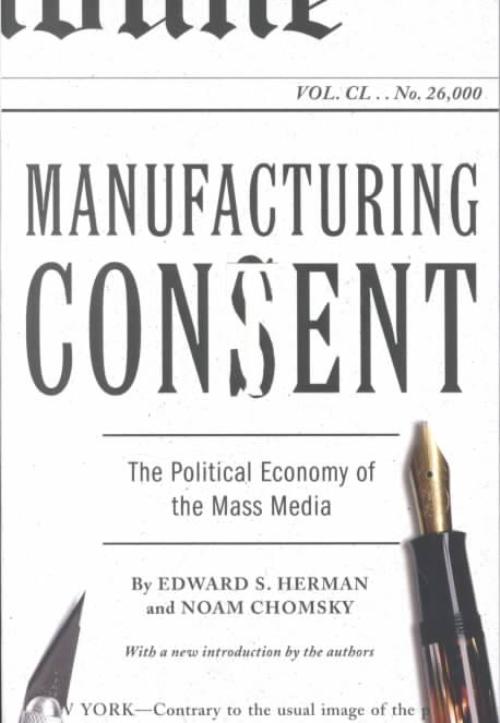 VOL. CL . . No. 26,000
MANUFACTURING
CONSENT
The Political Economy of
the Mass Media
By EDWARD S. HERMAN
and NOAM CHOMSKY
With a new introduction by the authors
YORK—Contrary to the usual image of the